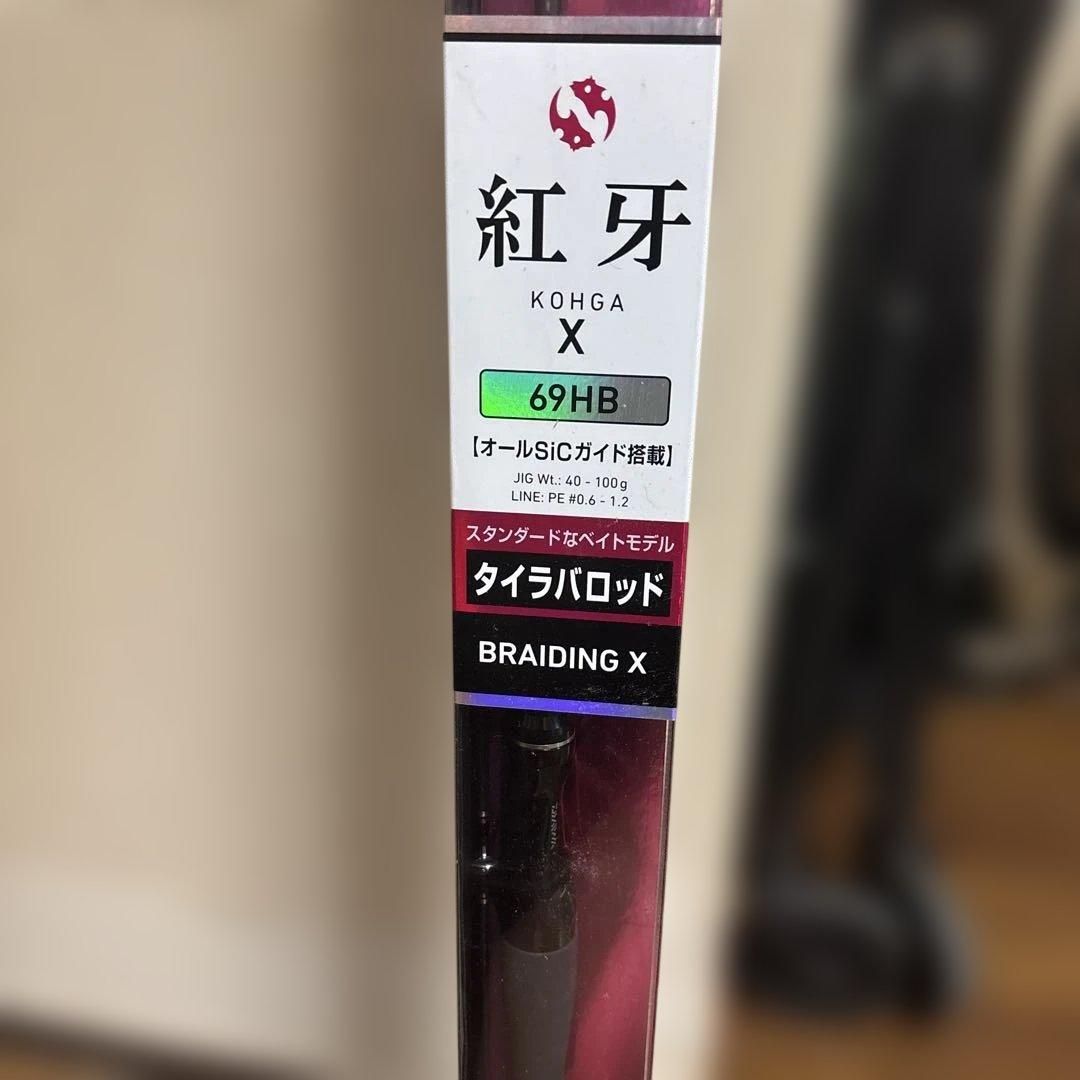 紅牙
KOHGA
X
69HB
【オールSiCガイド搭載】
JIG Wt.: 40 - 100g
LINE: PE #0.6 - 1.2
スタンダードなベイトモデル
タイラバロッド
BRAIDING X